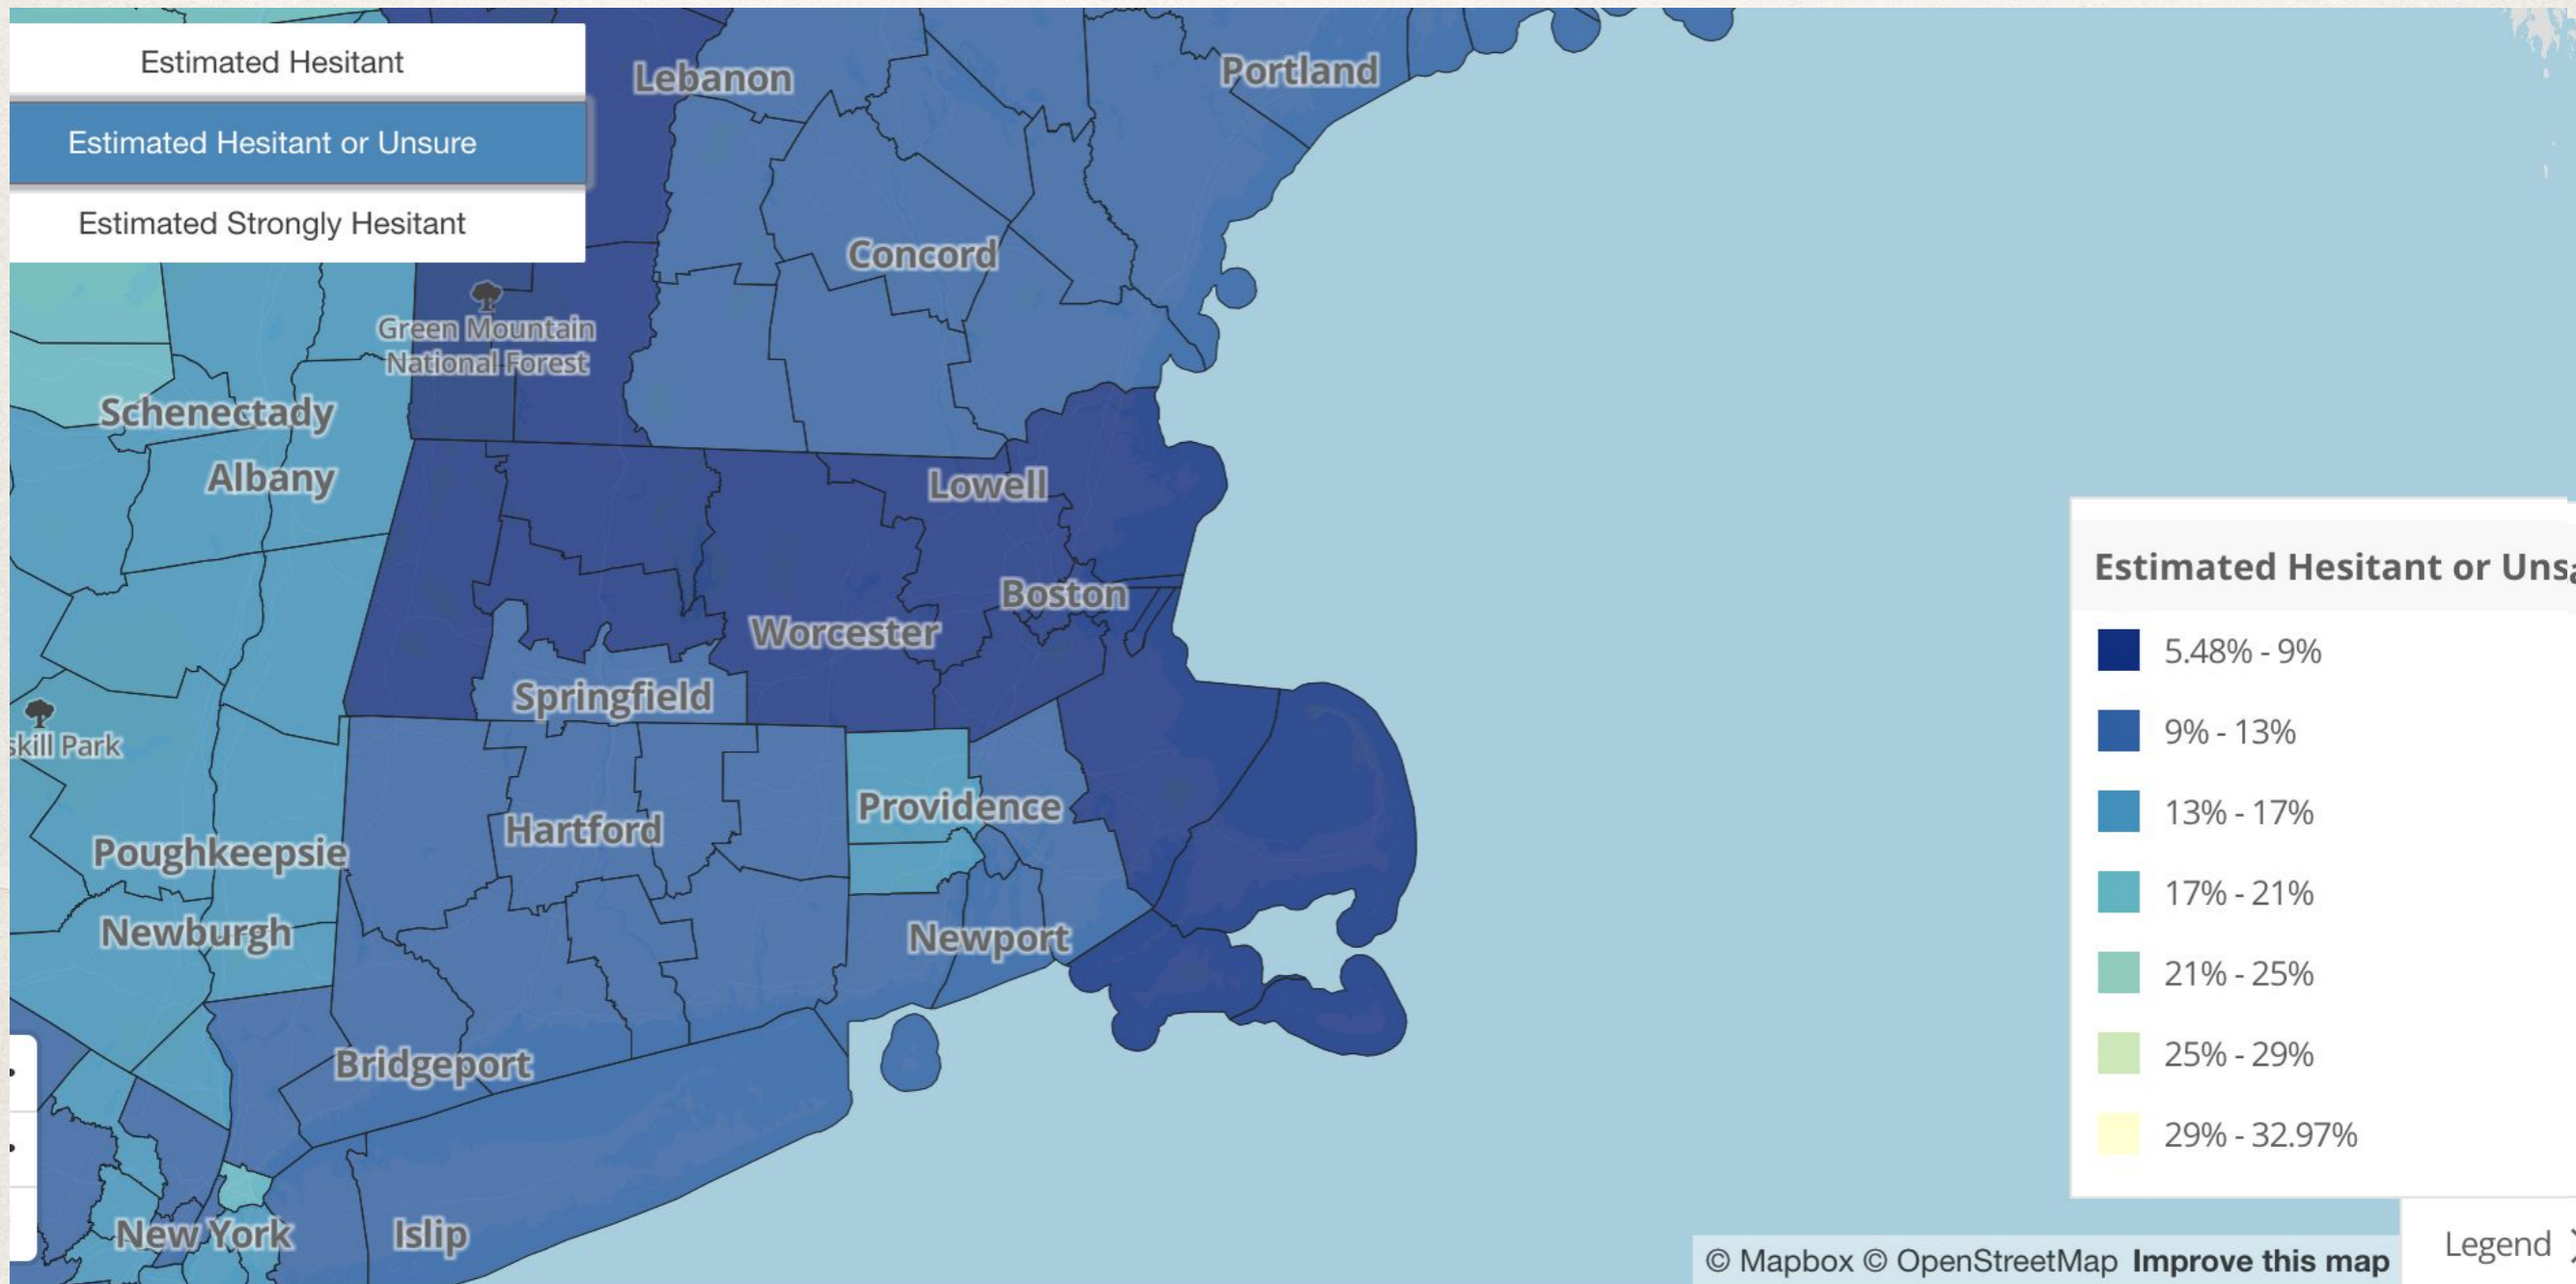 Estimated Hesitant
Estimated Hesitant or Unsure
Estimated Strongly Hesitant
Lebanon
Portland
Concord
Green Mountain
National Forest
Schenectady
Albany
Lowell
Boston
Worcester
Springfield
skill Park
Providence
Hartford
Poughkeepsie
Newburgh
Newport
Bridgeport
New York
Islip
Estimated Hesitant or Uns
5.48% - 9%
9% - 13%
13% - 17%
17% - 21%
21% - 25%
25% - 29%
29% - 32.97%
© Mapbox © OpenStreetMap Improve this map
Legend